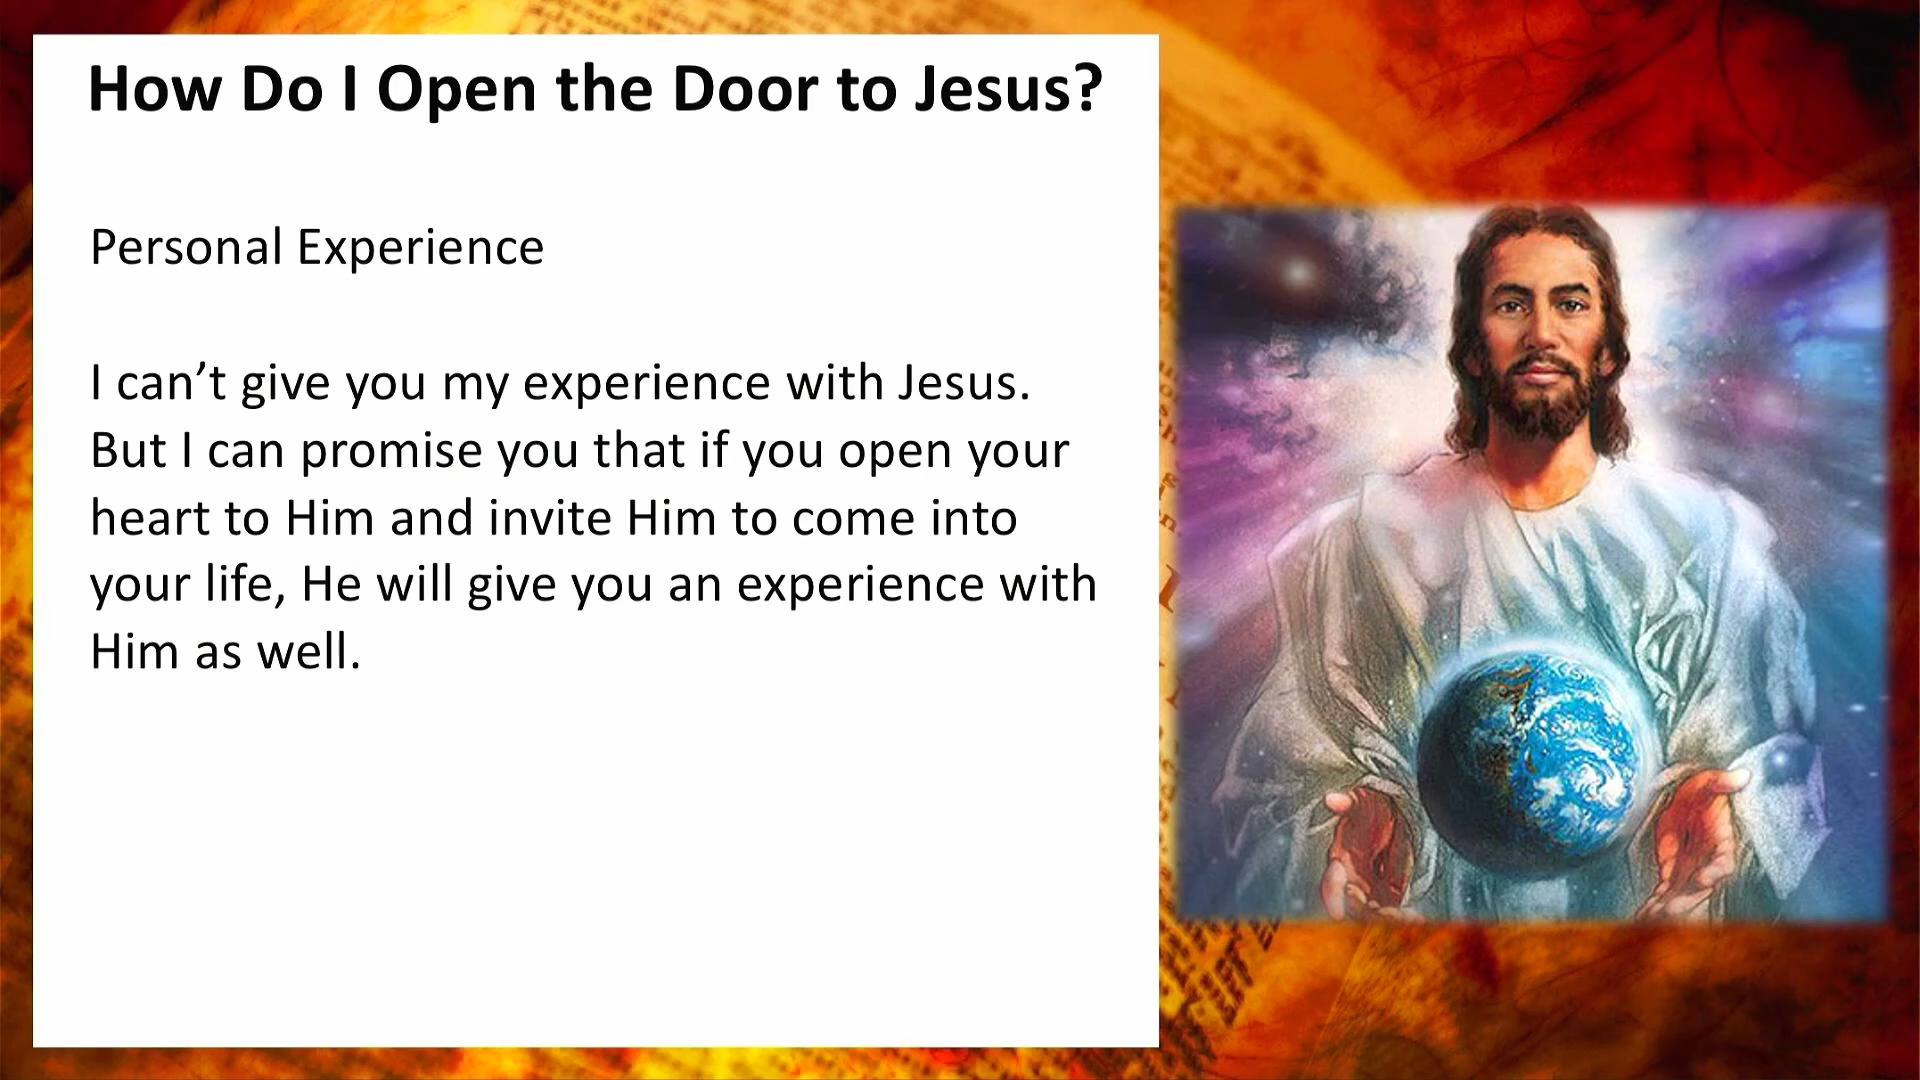 How Do I Open the Door to Jesus?
Personal Experience
I can’t give you my experience with Jesus.
But I can promise you that if you open your
heart to Him and invite Him to come into
your life, He will give you an experience with
Him as well.